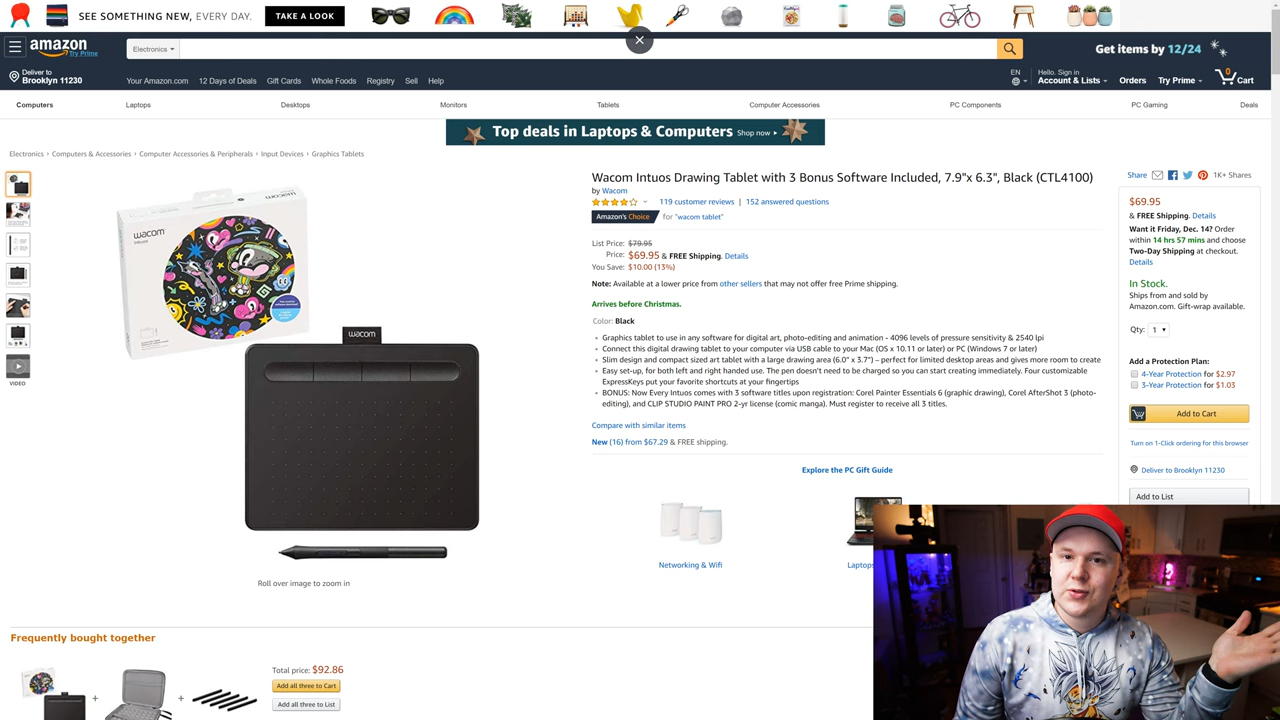 SEE SOMETHING NEW, EVERY DAY. TAKE A LOOK
amazon
Try Prime
Electronics
Get items by 12/24
Deliver to
Brooklyn 11230
Your Amazon.com 12 Days of Deals Gift Cards Whole Foods Registry Sell Help
EN
Hello. Sign in
Account & Lists Orders Try Prime 0 Cart
Computers Laptops Desktops Monitors Tablets Computer Accessories PC Components PC Gaming Deals
Top deals in Laptops & Computers Shop now ▸
Electronics › Computers & Accessories › Computer Accessories & Peripherals › Input Devices › Graphics Tablets
wacom
Intuos
wacom
VIDEO
Roll over image to zoom in
Wacom Intuos Drawing Tablet with 3 Bonus Software Included, 7.9"x 6.3", Black (CTL4100)
by Wacom
119 customer reviews | 152 answered questions
Amazon's Choice for "wacom tablet"
List Price: $79.95
Price: $69.95 & FREE Shipping. Details
You Save: $10.00 (13%)
Note: Available at a lower price from other sellers that may not offer free Prime shipping.
Arrives before Christmas.
Color: Black
Graphics tablet to use in any software for digital art, photo-editing and animation - 4096 levels of pressure sensitivity & 2540 lpi
Connect this digital drawing tablet to your computer via USB cable to your Mac (OS x 10.11 or later) or PC (Windows 7 or later)
Slim design and compact sized art tablet with a large drawing area (6.0" x 3.7") – perfect for limited desktop areas and gives more room to create
Easy set-up, for both left and right handed use. The pen doesn't need to be charged so you can start creating immediately. Four customizable
ExpressKeys put your favorite shortcuts at your fingertips
BONUS: Now Every Intuos comes with 3 software titles upon registration: Corel Painter Essentials 6 (graphic drawing), Corel AfterShot 3 (photo-
editing), and CLIP STUDIO PAINT PRO 2-yr license (comic manga). Must register to receive all 3 titles.
Compare with similar items
New (16) from $67.29 & FREE shipping.
Explore the PC Gift Guide
Networking & Wifi
Laptops
Share 1K+ Shares
$69.95
& FREE Shipping. Details
Want it Friday, Dec. 14? Order
within 14 hrs 57 mins and choose
Two-Day Shipping at checkout.
Details
In Stock.
Ships from and sold by
Amazon.com. Gift-wrap available.
Qty: 1
Add a Protection Plan:
4-Year Protection for $2.97
3-Year Protection for $1.03
Add to Cart
Turn on 1-Click ordering for this browser
Deliver to Brooklyn 11230
Add to List
Frequently bought together
Total price: $92.86
Add all three to Cart
Add all three to List
+ +